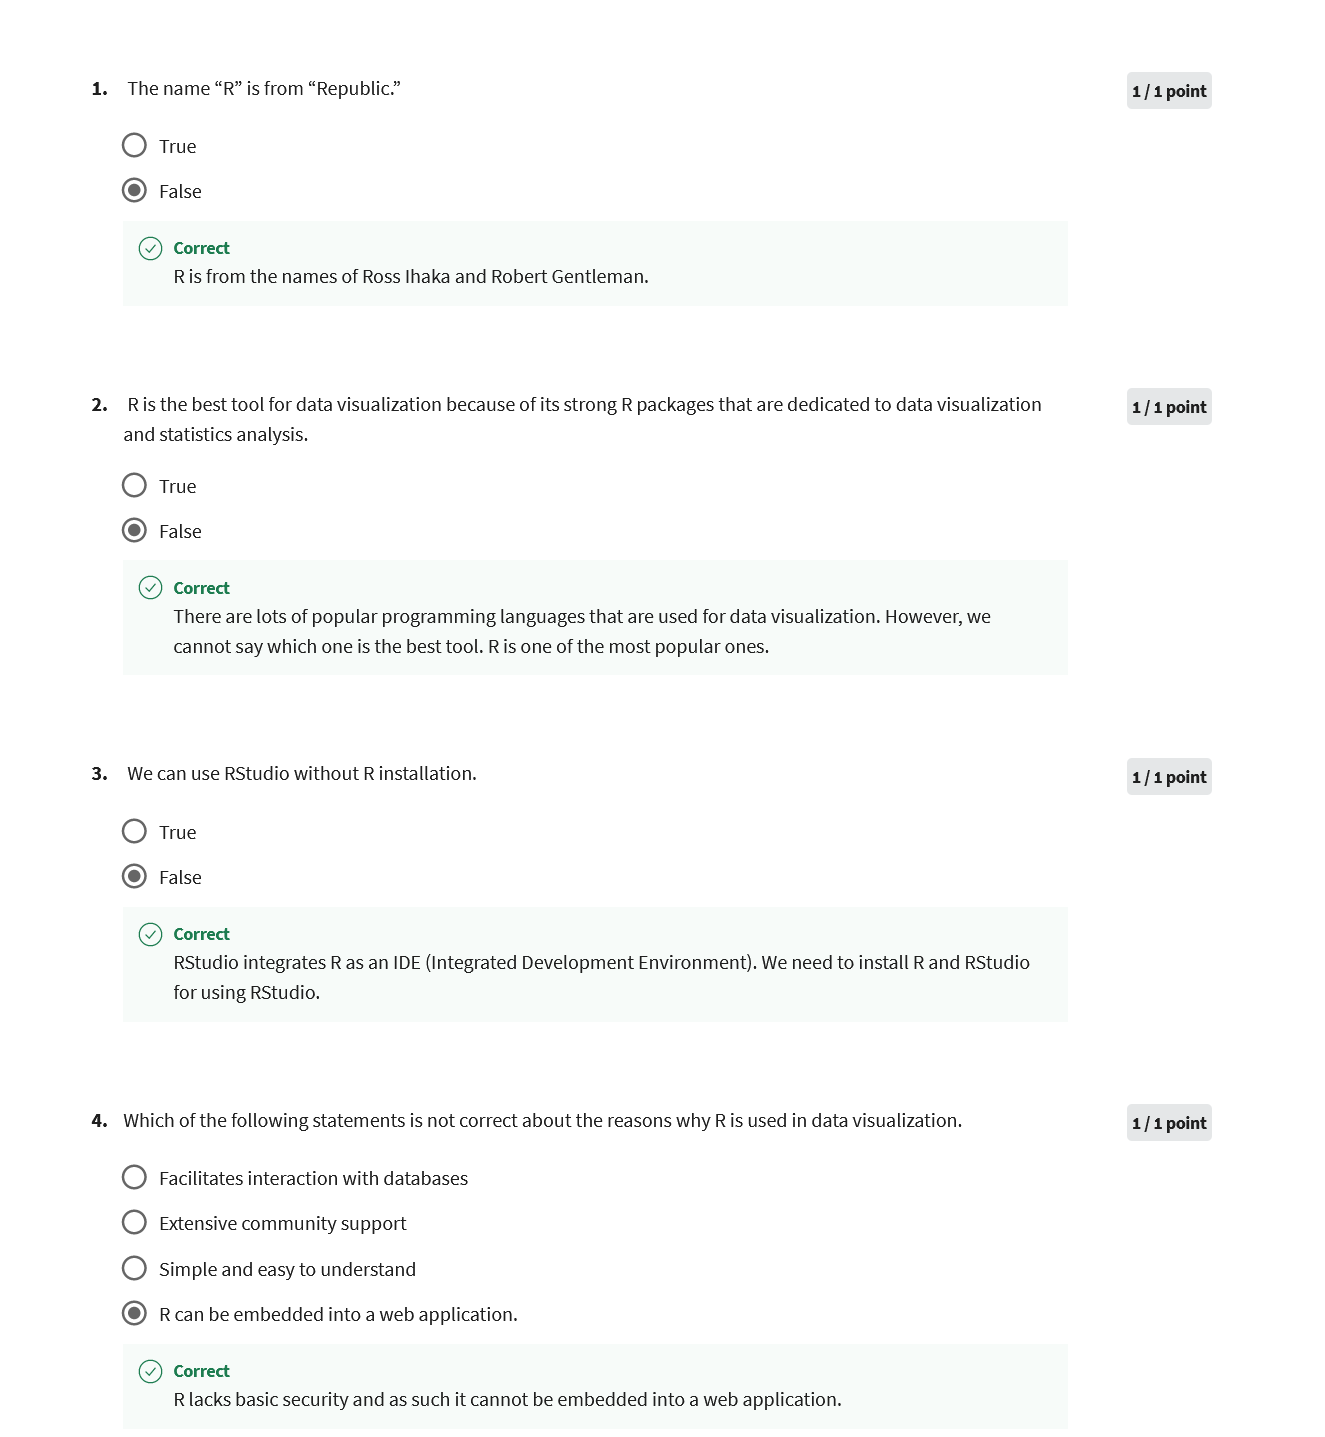 1. The name “R” is from “Republic.”
1 / 1 point
True
False
Correct
R is from the names of Ross Ihaka and Robert Gentleman.
2. R is the best tool for data visualization because of its strong R packages that are dedicated to data visualization
and statistics analysis.
1 / 1 point
True
False
Correct
There are lots of popular programming languages that are used for data visualization. However, we
cannot say which one is the best tool. R is one of the most popular ones.
3. We can use RStudio without R installation.
1 / 1 point
True
False
Correct
RStudio integrates R as an IDE (Integrated Development Environment). We need to install R and RStudio
for using RStudio.
4. Which of the following statements is not correct about the reasons why R is used in data visualization.
1 / 1 point
Facilitates interaction with databases
Extensive community support
Simple and easy to understand
R can be embedded into a web application.
Correct
R lacks basic security and as such it cannot be embedded into a web application.